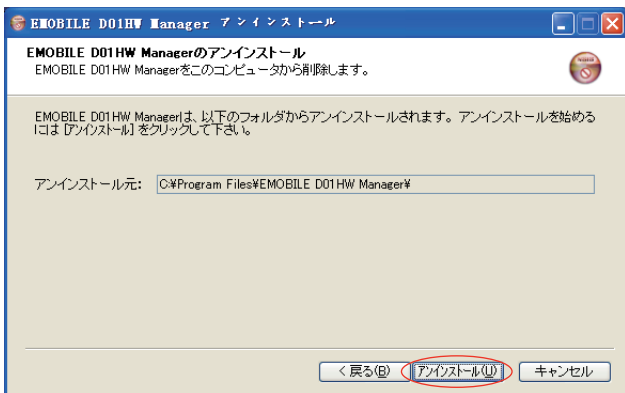 EMOBILE D01HW Manager アンインストール
EMOBILE D01HW Managerのアンインストール
EMOBILE D01HW Managerをこのコンピュータから削除します。
EMOBILE D01HW Managerは、以下のフォルダからアンインストールされます。アンインストールを始める
には [アンインストール] をクリックして下さい。
アンインストール元: C:¥Program Files¥EMOBILE D01HW Manager¥
< 戻る(B) アンインストール(U) キャンセル